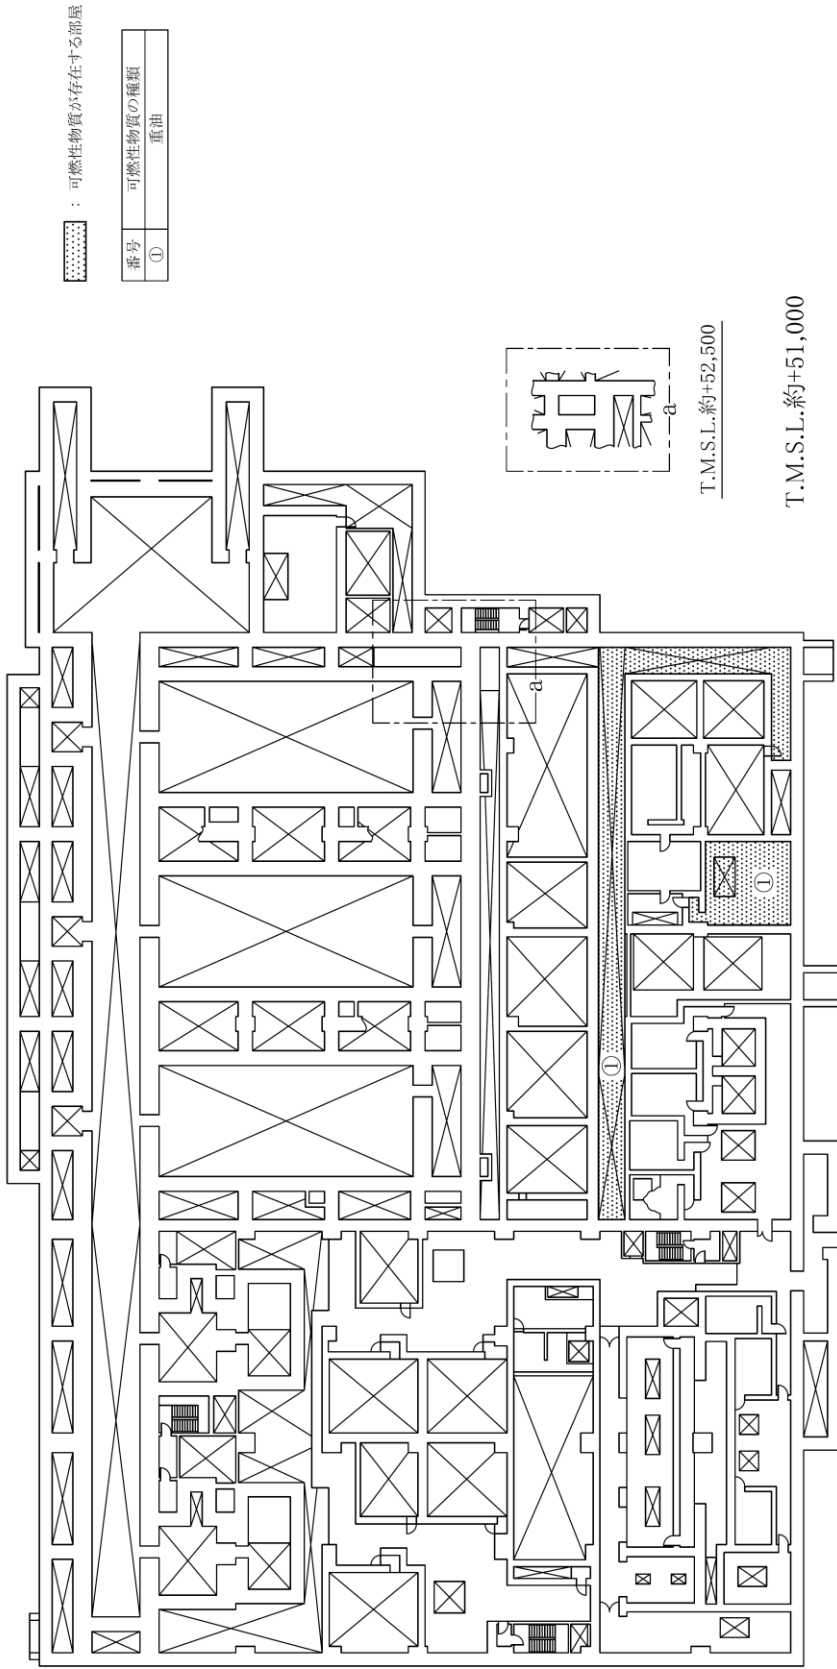 ：可燃性物質が存在する部屋
番号 可燃性物質の種類
① 重油
a
T.M.S.L.約+52,500
T.M.S.L.約+51,000
a
①
①